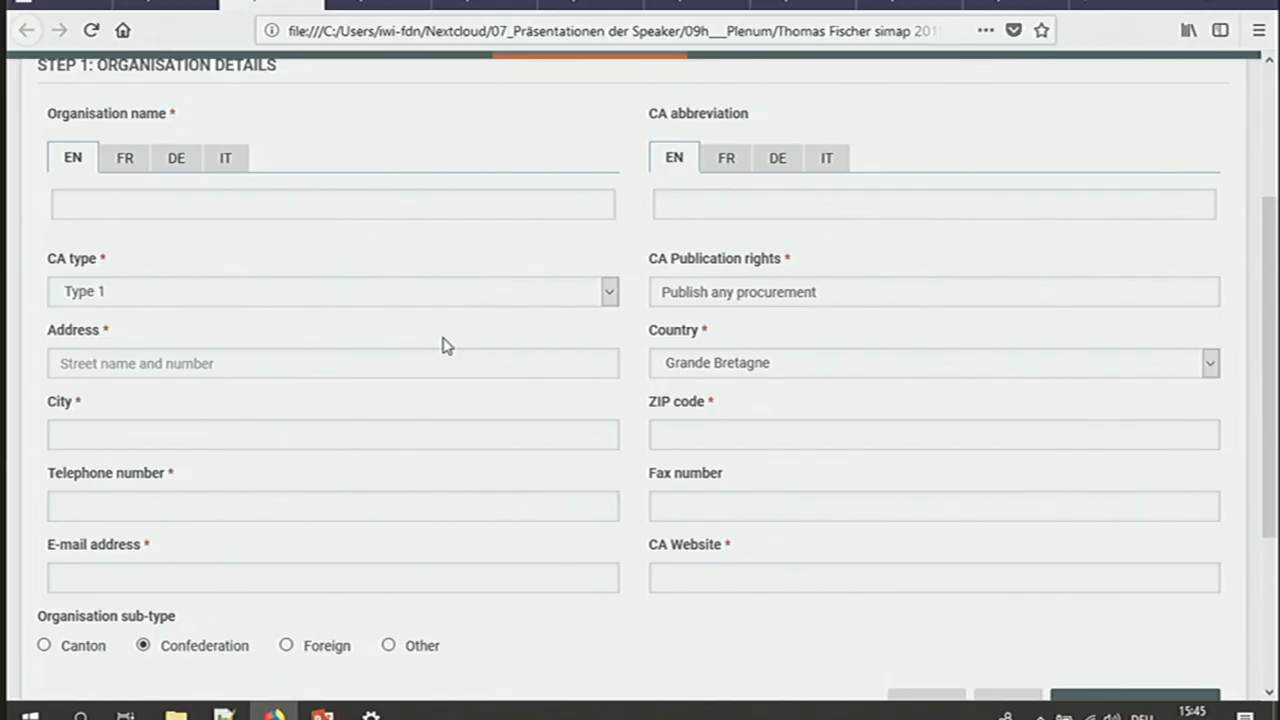 file:///C:/Users/iwi-fdn/Nextcloud/07_Präsentationen der Speaker/09h___Plenum/Thomas Fischer simap 201
STEP 1: ORGANISATION DETAILS
Organisation name * CA abbreviation
EN FR DE IT EN FR DE IT
CA type * CA Publication rights *
Type 1 Publish any procurement
Address * Country *
Street name and number Grande Bretagne
City * ZIP code *
Telephone number * Fax number
E-mail address * CA Website *
Organisation sub-type
Canton Confederation Foreign Other
15:45